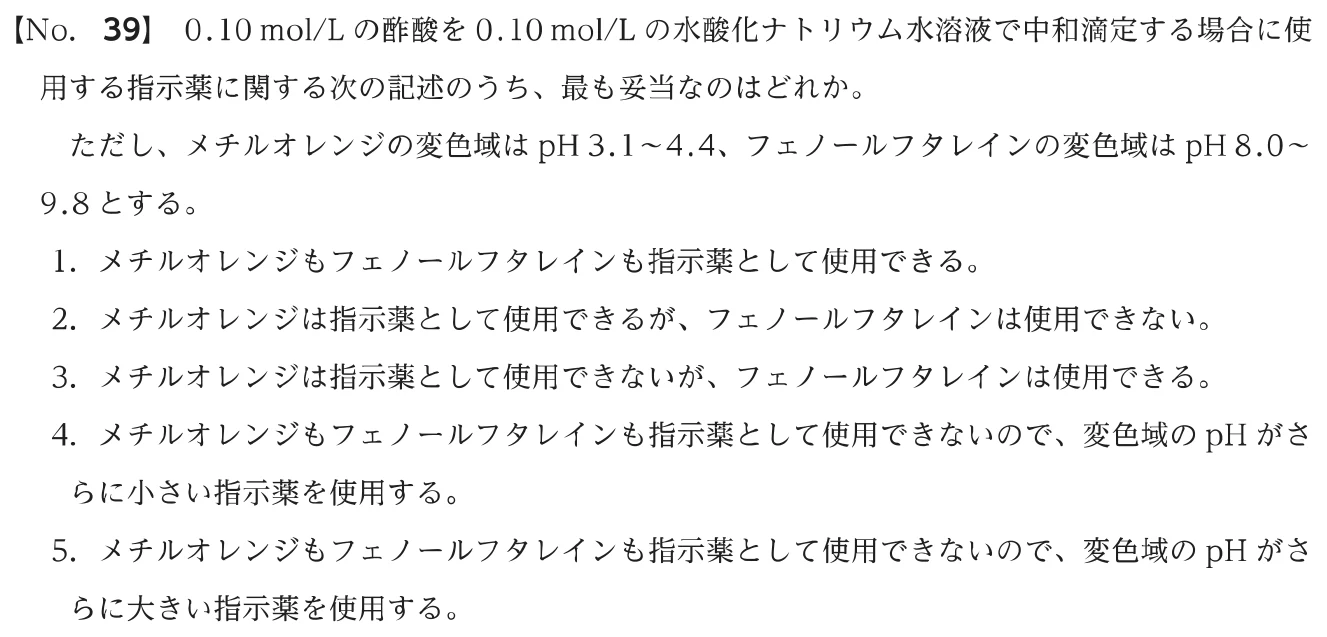 【No. 39】 0.10 mol/L の酢酸を 0.10 mol/L の水酸化ナトリウム水溶液で中和滴定する場合に使
用する指示薬に関する次の記述のうち、最も妥当なのはどれか。
ただし、メチルオレンジの変色域は pH 3.1～4.4、フェノールフタレインの変色域は pH 8.0～
9.8 とする。
1. メチルオレンジもフェノールフタレインも指示薬として使用できる。
2. メチルオレンジは指示薬として使用できるが、フェノールフタレインは使用できない。
3. メチルオレンジは指示薬として使用できないが、フェノールフタレインは使用できる。
4. メチルオレンジもフェノールフタレインも指示薬として使用できないので、変色域の pH がさ
らに小さい指示薬を使用する。
5. メチルオレンジもフェノールフタレインも指示薬として使用できないので、変色域の pH がさ
らに大きい指示薬を使用する。